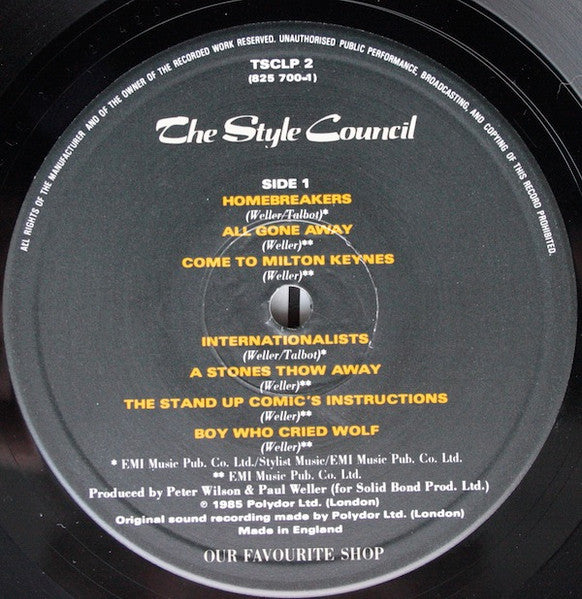 ALL RIGHTS OF THE MANUFACTURER AND OF THE OWNER OF THE RECORDED WORK RESERVED. UNAUTHORISED PUBLIC PERFORMANCE, BROADCASTING, AND COPYING OF THIS RECORD PROHIBITED.
TSCLP 2
(825 700-1)
The Style Council
SIDE 1
HOMEBREAKERS
(Weller/Talbot)*
ALL GONE AWAY
(Weller)**
COME TO MILTON KEYNES
(Weller)**
INTERNATIONALISTS
(Weller/Talbot)*
A STONES THOW AWAY
(Weller)**
THE STAND UP COMIC'S INSTRUCTIONS
(Weller)**
BOY WHO CRIED WOLF
(Weller)**
* EMI Music Pub. Co. Ltd./Stylist Music/EMI Music Pub. Co. Ltd.
** EMI Music Pub. Co. Ltd.
Produced by Peter Wilson & Paul Weller (for Solid Bond Prod. Ltd.)
℗ 1985 Polydor Ltd. (London)
Original sound recording made by Polydor Ltd. (London)
Made in England
OUR FAVOURITE SHOP